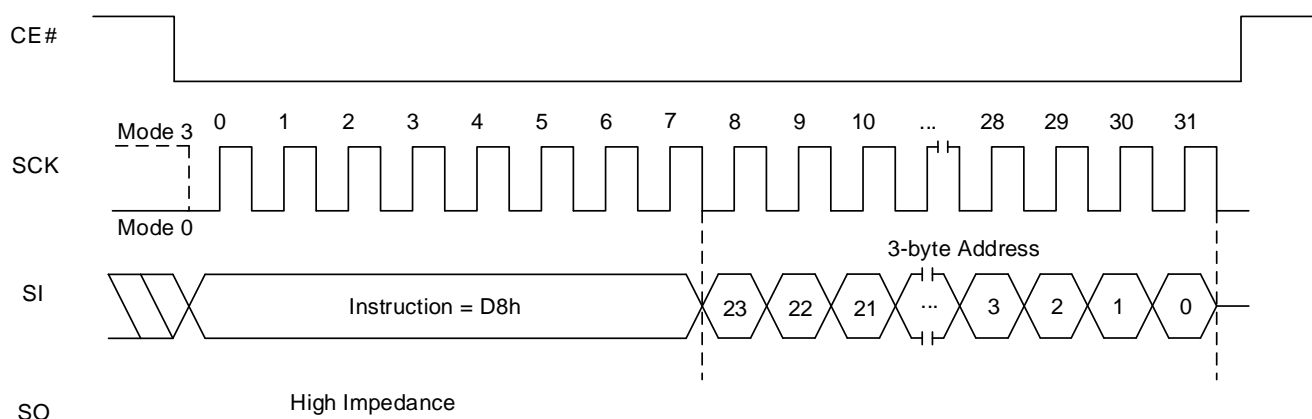 CE#
0 1 2 3 4 5 6 7 8 9 10 ... 28 29 30 31
Mode 3
SCK
Mode 0
3-byte Address
SI
Instruction = D8h
23 22 21 ... 3 2 1 0
High Impedance
SO